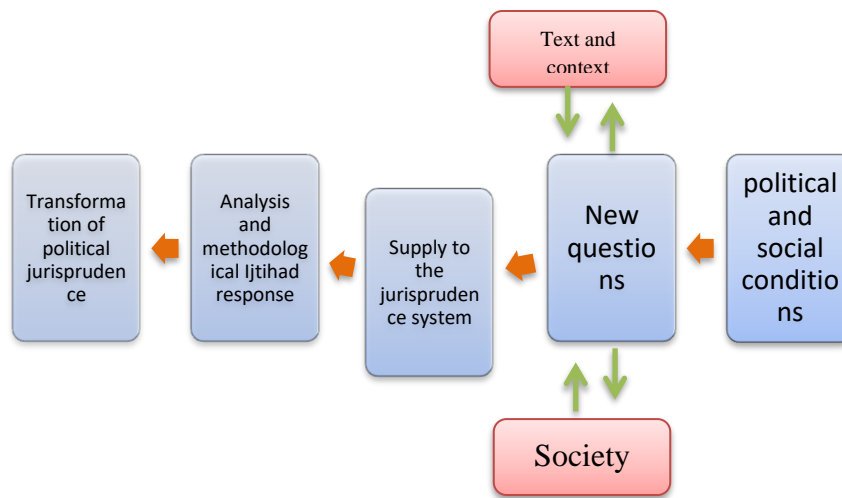 Text and
context
Transforma
tion of
political
jurispruden
ce
Analysis
and
methodolog
ical Ijtihad
response
Supply to
the
jurispruden
ce system
New
questio
ns
political
and
social
conditio
ns
Society